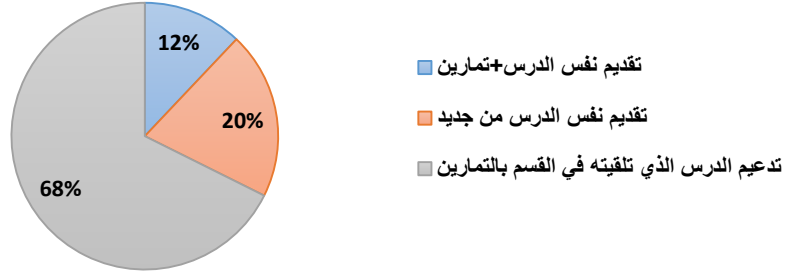 12%
20%
68%
تقديم نفس الدرس+تمارين
تقديم نفس الدرس من جديد
تدعيم الدرس الذي تلقيته في القسم بالتمارين